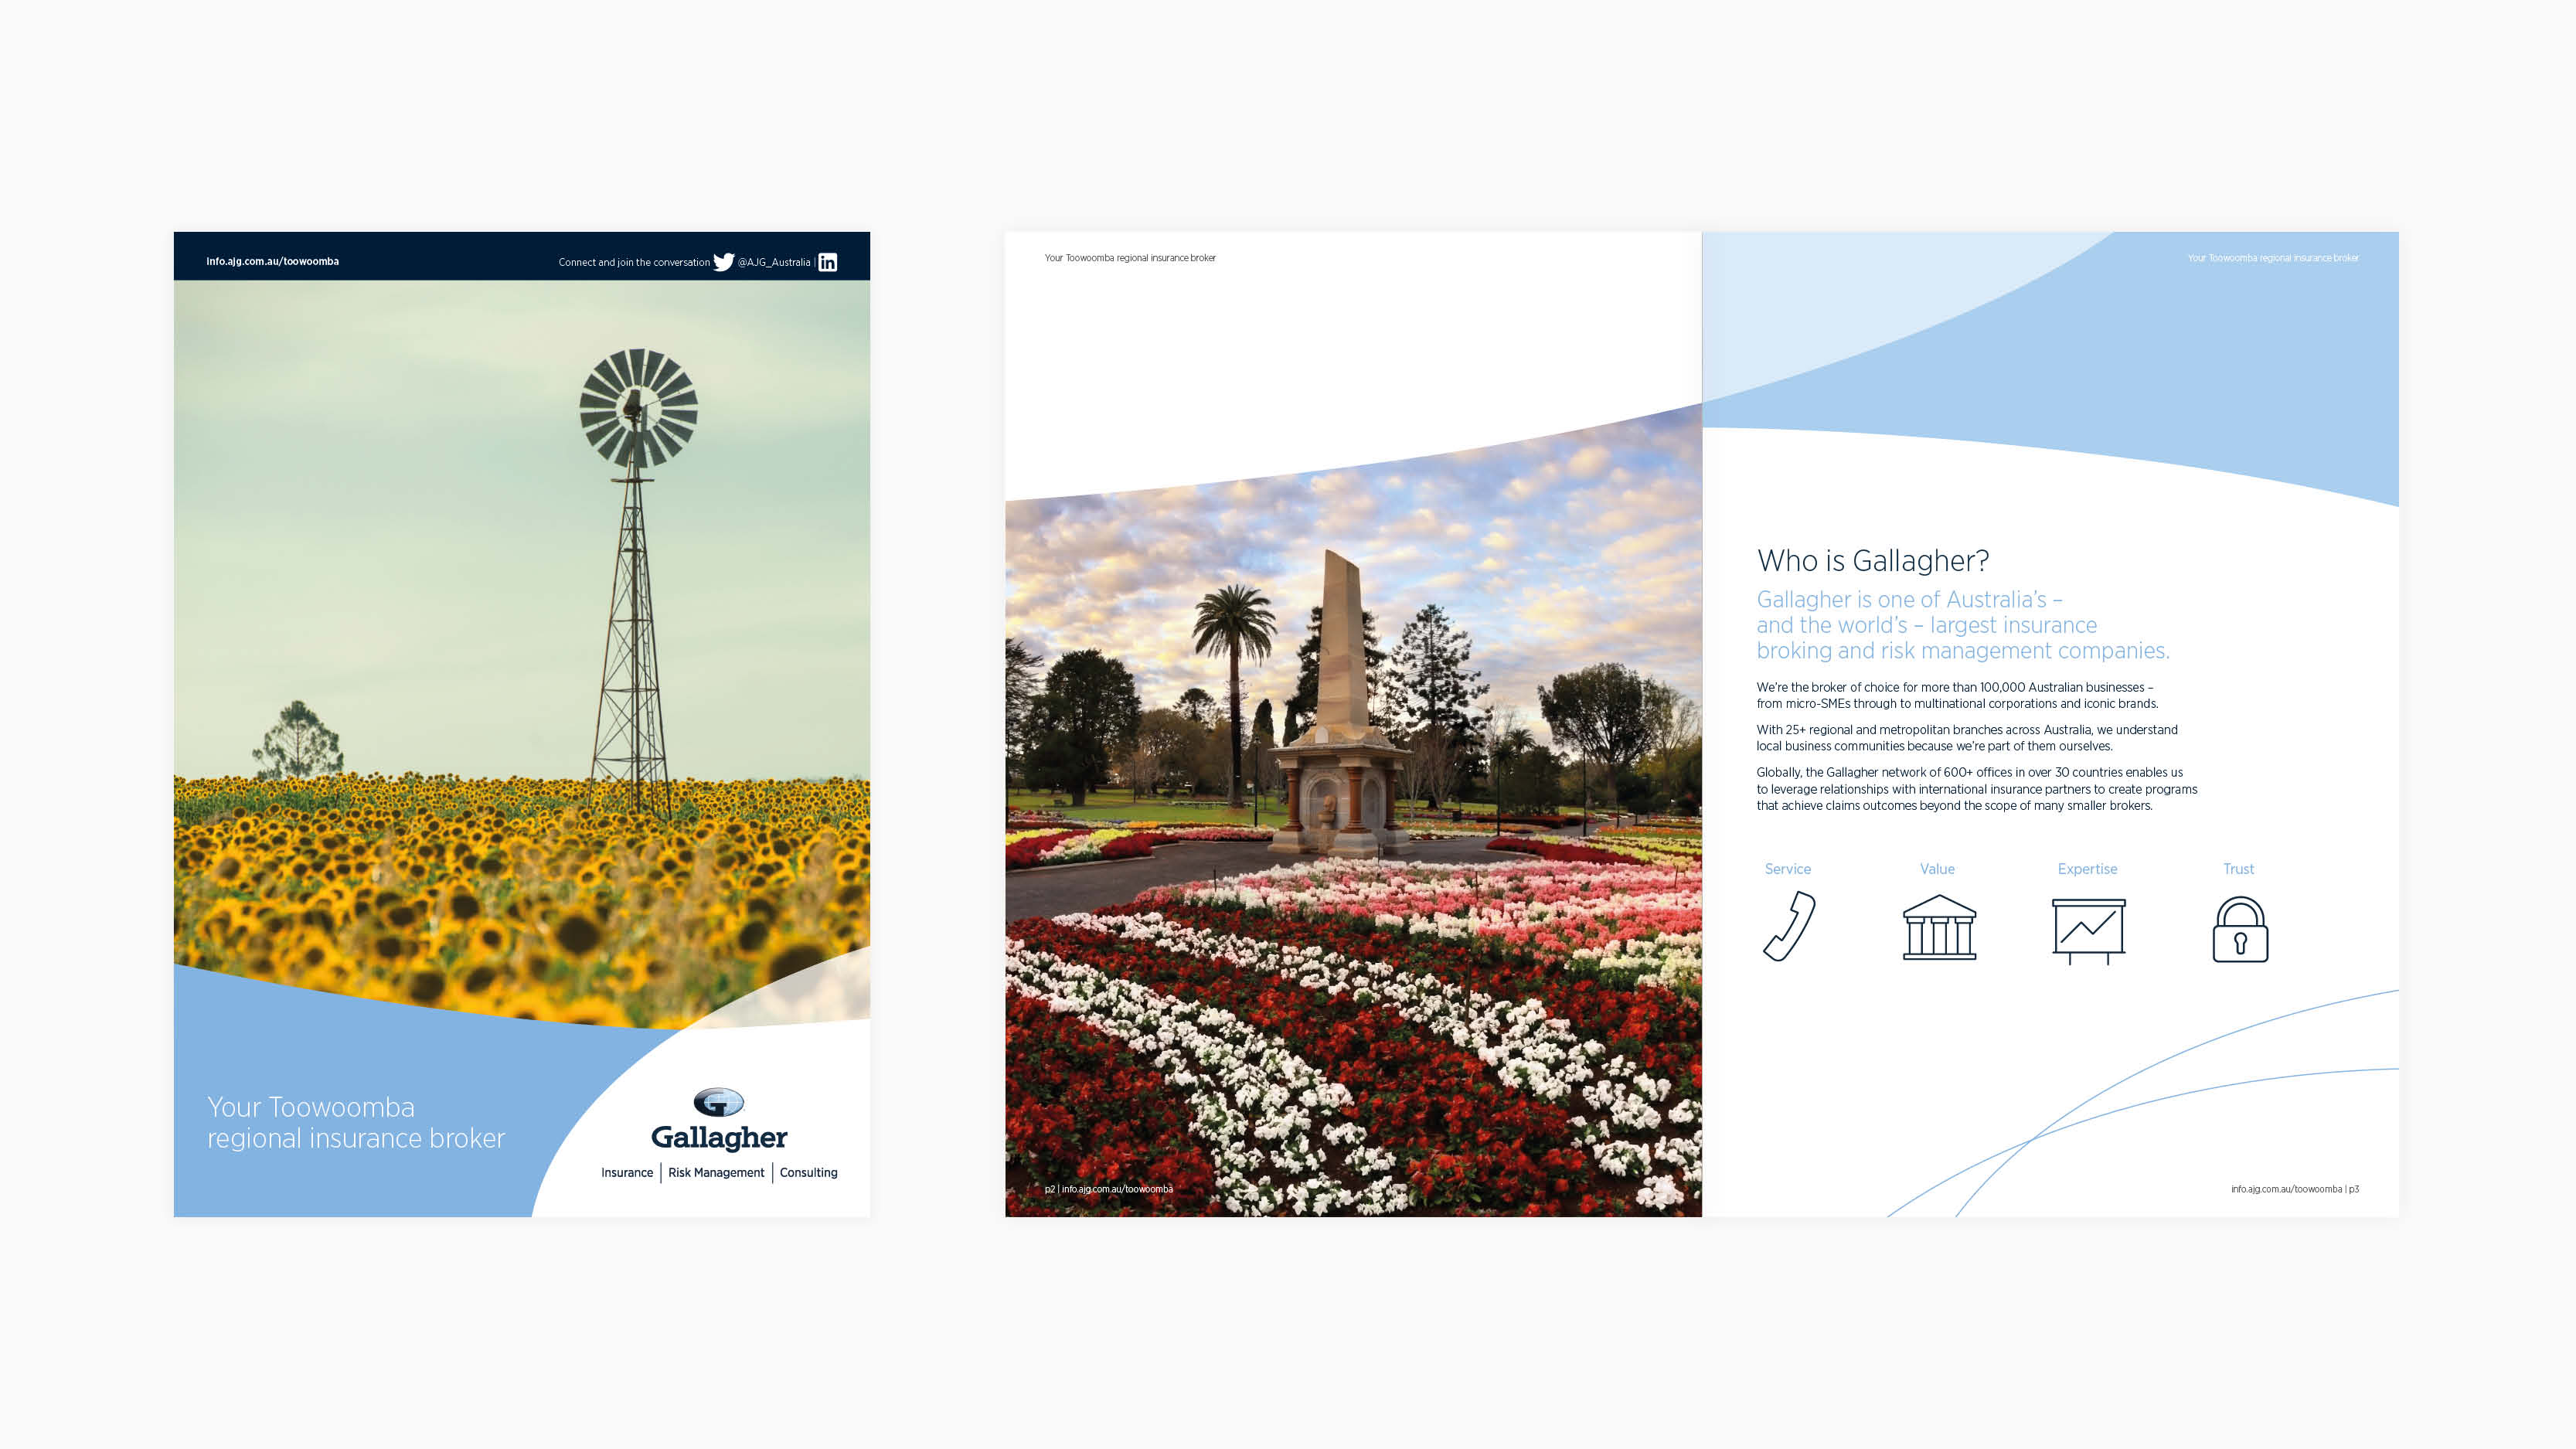 info.ajg.com.au/toowoomba
Connect and join the conversation @AJG_Australia | in
Your Toowoomba
regional insurance broker
G
Gallagher
Insurance | Risk Management | Consulting
Your Toowoomba regional insurance broker
p2 | info.ajg.com.au/toowoomba
Your Toowoomba regional insurance broker
Who is Gallagher?
Gallagher is one of Australia’s –
and the world’s – largest insurance
broking and risk management companies.
We’re the broker of choice for more than 100,000 Australian businesses –
from micro-SMEs through to multinational corporations and iconic brands.
With 25+ regional and metropolitan branches across Australia, we understand
local business communities because we’re part of them ourselves.
Globally, the Gallagher network of 600+ offices in over 30 countries enables us
to leverage relationships with international insurance partners to create programs
that achieve claims outcomes beyond the scope of many smaller brokers.
Service
Value
Expertise
Trust
info.ajg.com.au/toowoomba | p3